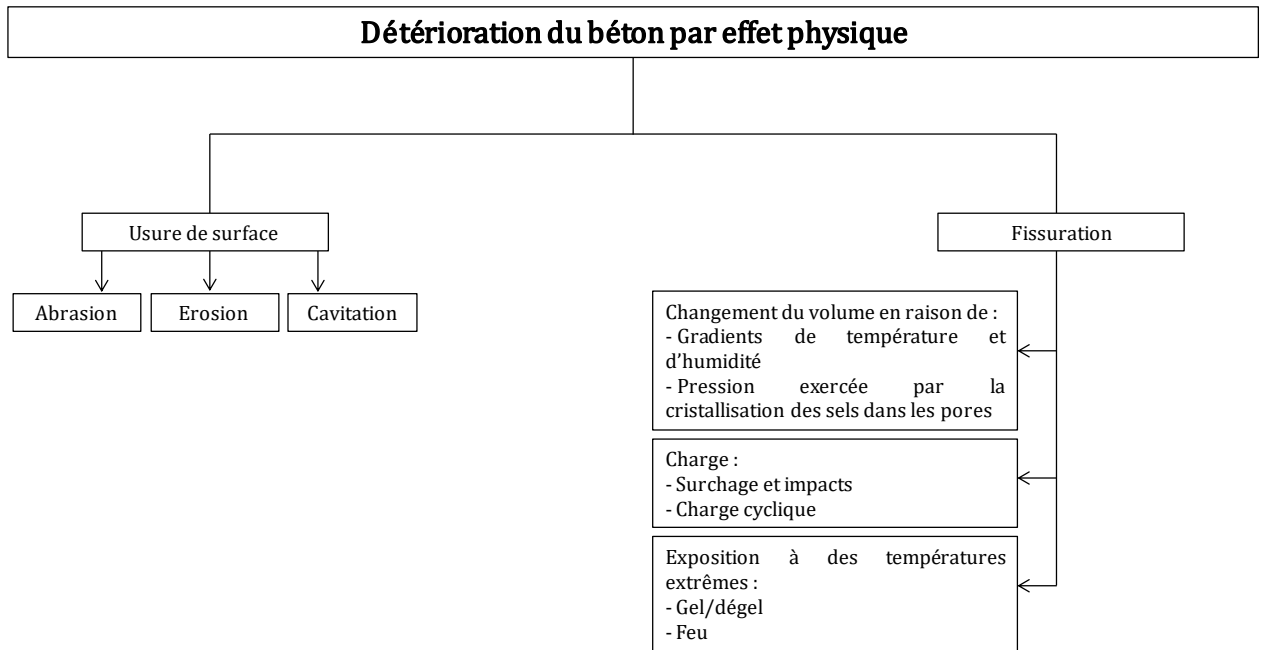 Détérioration du béton par effet physique
Usure de surface
Fissuration
Abrasion
Erosion
Cavitation
Changement du volume en raison de :
- Gradients de température et
d’humidité
- Pression exercée par la
cristallisation des sels dans les pores
Charge :
- Surchage et impacts
- Charge cyclique
Exposition à des températures
extrêmes :
- Gel/dégel
- Feu